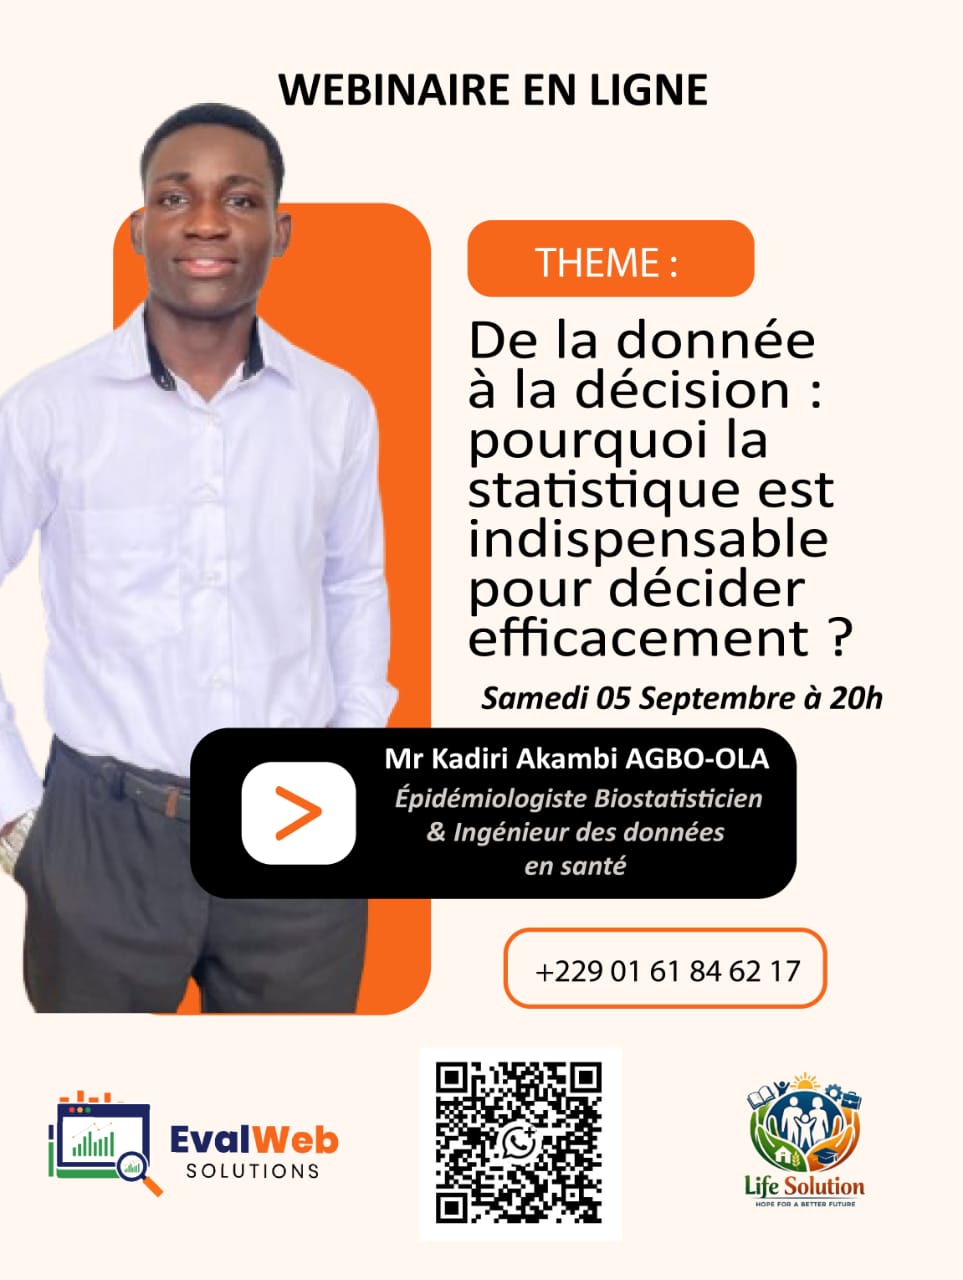 WEBINAIRE EN LIGNE
THEME :
De la donnée
à la décision :
pourquoi la
statistique est
indispensable
pour décider
efficacement ?
Samedi 05 Septembre à 20h
Mr Kadiri Akambi AGBO-OLA
Épidémiologiste Biostatisticien
& Ingénieur des données
en santé
+229 01 61 84 62 17
EvalWeb
SOLUTIONS
Life Solution
HOPE FOR A BETTER FUTURE